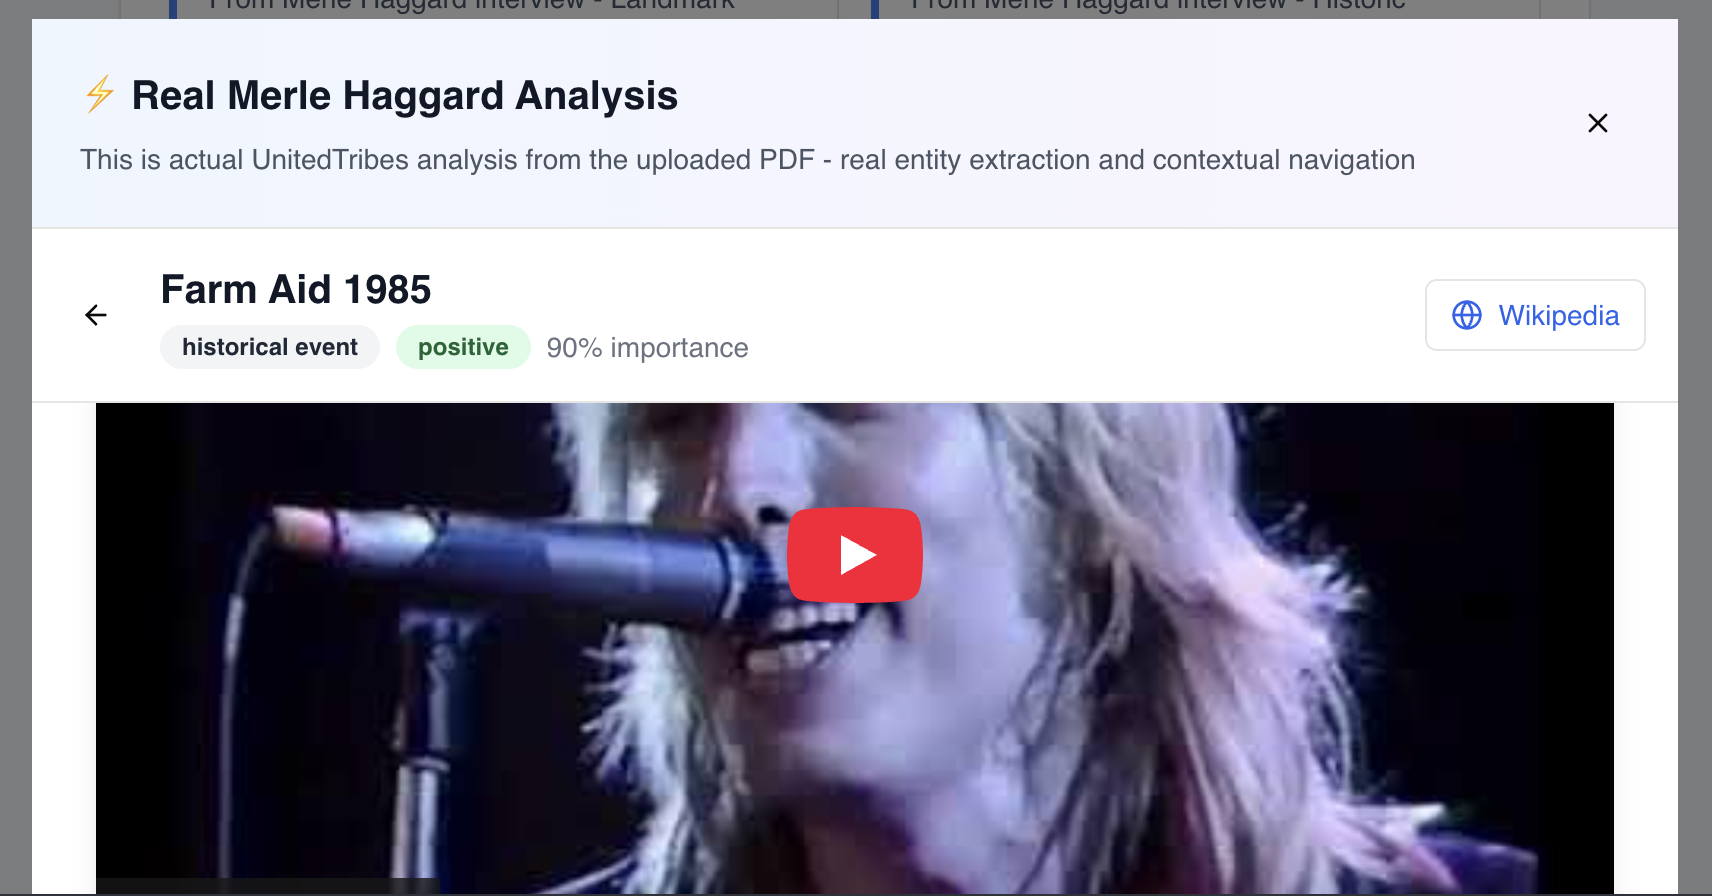 From Merle Haggard interview - Landmark
From Merle Haggard interview - Historic
⚡ Real Merle Haggard Analysis
This is actual UnitedTribes analysis from the uploaded PDF - real entity extraction and contextual navigation
Farm Aid 1985
historical event
positive
90% importance
Wikipedia